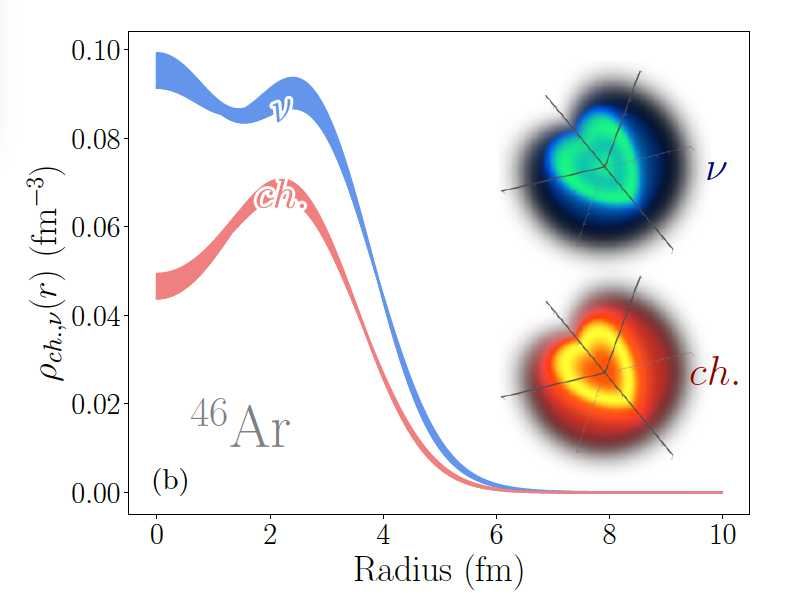 0.10
0.08
0.06
0.04
0.02
0.00
ρch.,ν(r) (fm⁻³)
ν
ch.
ν
ch.
⁴⁶Ar
(b)
0 2 4 6 8 10
Radius (fm)